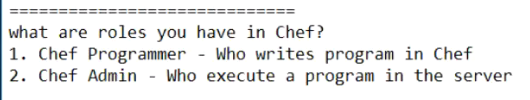 ==============================
what are roles you have in Chef?
1. Chef Programmer - Who writes program in Chef
2. Chef Admin - Who execute a program in the server